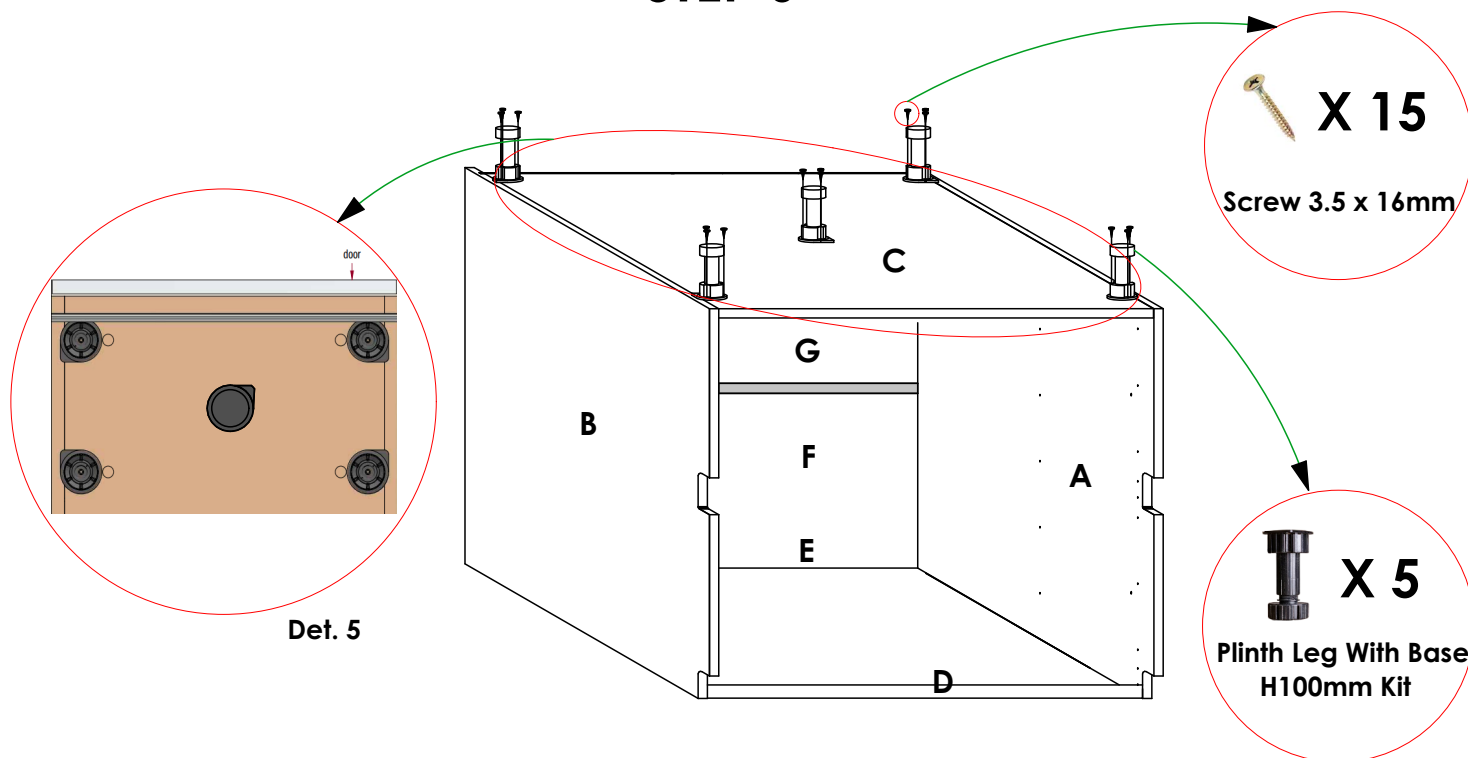 X 15
Screw 3.5 x 16mm
door
C
G
B
F
A
E
X 5
Det. 5
Plinth Leg With Base
H100mm Kit
D